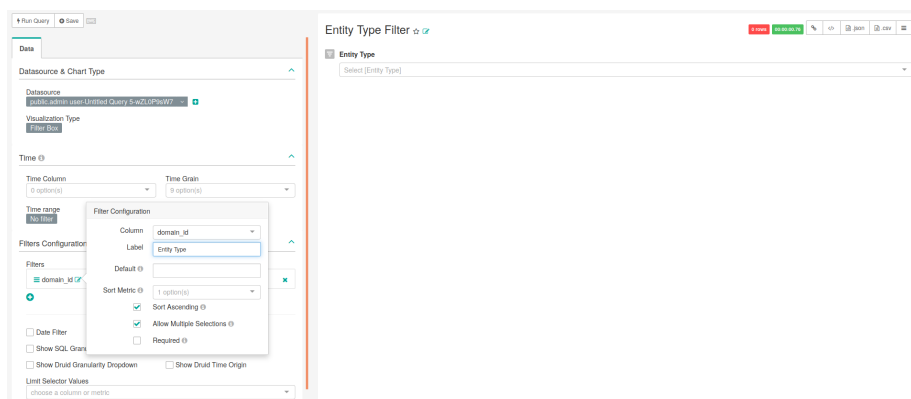 Run Query
Save
Data
Datasource & Chart Type
Datasource
public.admin user-Untitled Query 5-wZL0P9sW7
Visualization Type
Filter Box
Time
Time Column
Time Grain
0 option(s)
9 option(s)
Time range
No filter
Filters Configuration
Filters
domain_id
Filter Configuration
Column
domain_id
Label
Entity Type
Default
Sort Metric
1 option(s)
Sort Ascending
Allow Multiple Selections
Required
Date Filter
Show SQL Granu
Show Druid Granularity Dropdown
Show Druid Time Origin
Limit Selector Values
choose a column or metric
Entity Type Filter
0 rows
00:00:00.76
.json
.csv
Entity Type
Select [Entity Type]